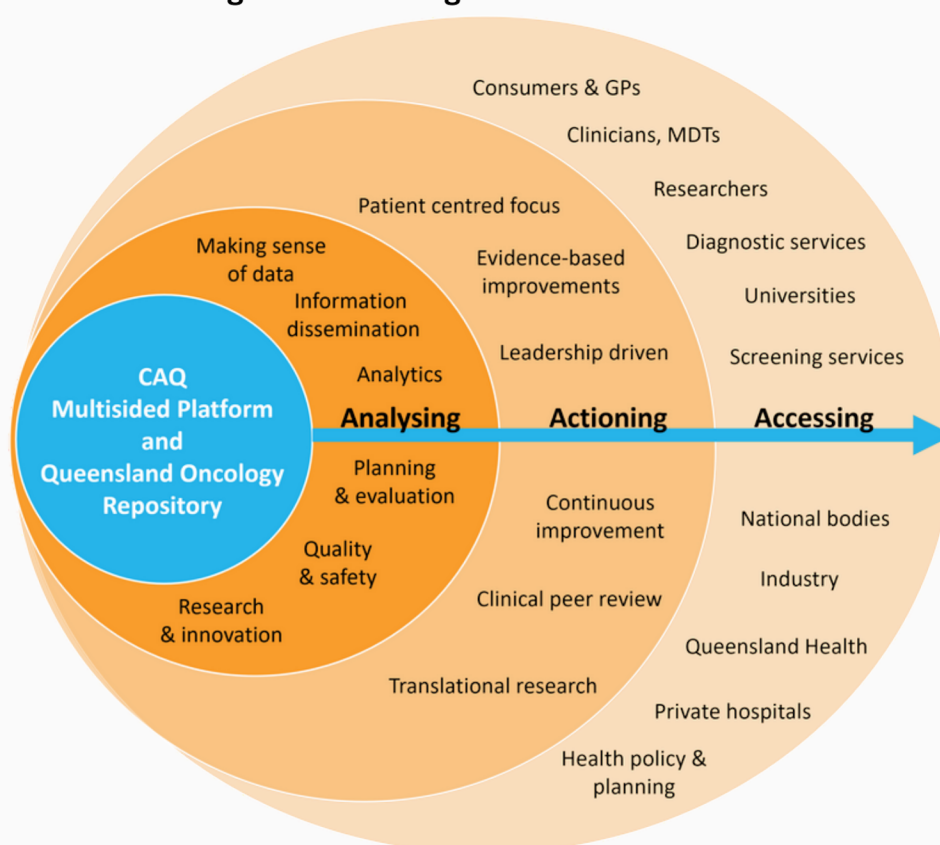 Consumers & GPs
Clinicians, MDTs
Researchers
Diagnostic services
Universities
Screening services
Accessing
National bodies
Industry
Queensland Health
Private hospitals
Health policy &
planning
Patient centred focus
Evidence-based
improvements
Leadership driven
Actioning
Continuous
improvement
Clinical peer review
Translational research
Making sense
of data
Information
dissemination
Analytics
Analysing
Planning
& evaluation
Quality
& safety
Research
& innovation
CAQ
Multisided Platform
and
Queensland Oncology
Repository